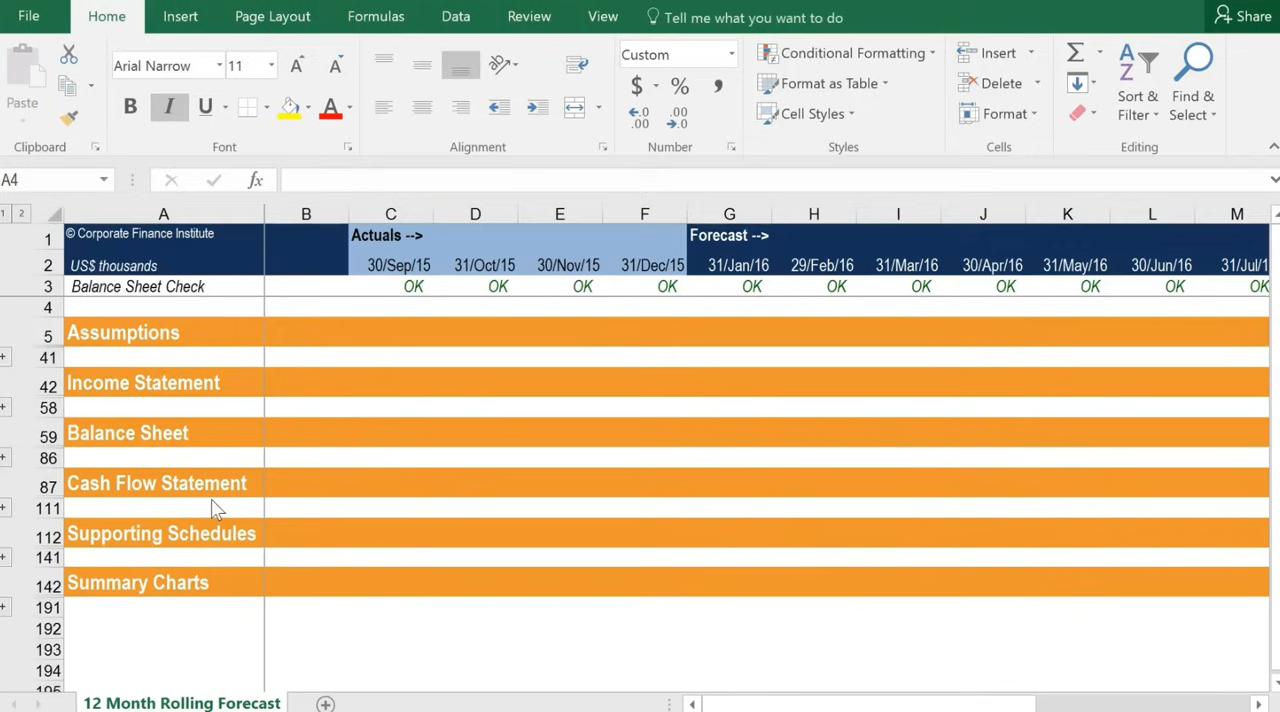 File Home Insert Page Layout Formulas Data Review View Tell me what you want to do Share
Arial Narrow 11 Custom Conditional Formatting Insert
Paste B I U $ % , Format as Table Delete Sort & Filter Find & Select
Cell Styles Format
Clipboard Font Alignment Number Styles Cells Editing
A4 fx
1 2 A B C D E F G H I J K L M
1 © Corporate Finance Institute Actuals --> Forecast -->
2 US$ thousands 30/Sep/15 31/Oct/15 30/Nov/15 31/Dec/15 31/Jan/16 29/Feb/16 31/Mar/16 30/Apr/16 31/May/16 30/Jun/16 31/Jul/1
3 Balance Sheet Check OK OK OK OK OK OK OK OK OK OK OK
4
5 Assumptions
41
42 Income Statement
58
59 Balance Sheet
86
87 Cash Flow Statement
111
112 Supporting Schedules
141
142 Summary Charts
191
192
193
194
195
12 Month Rolling Forecast